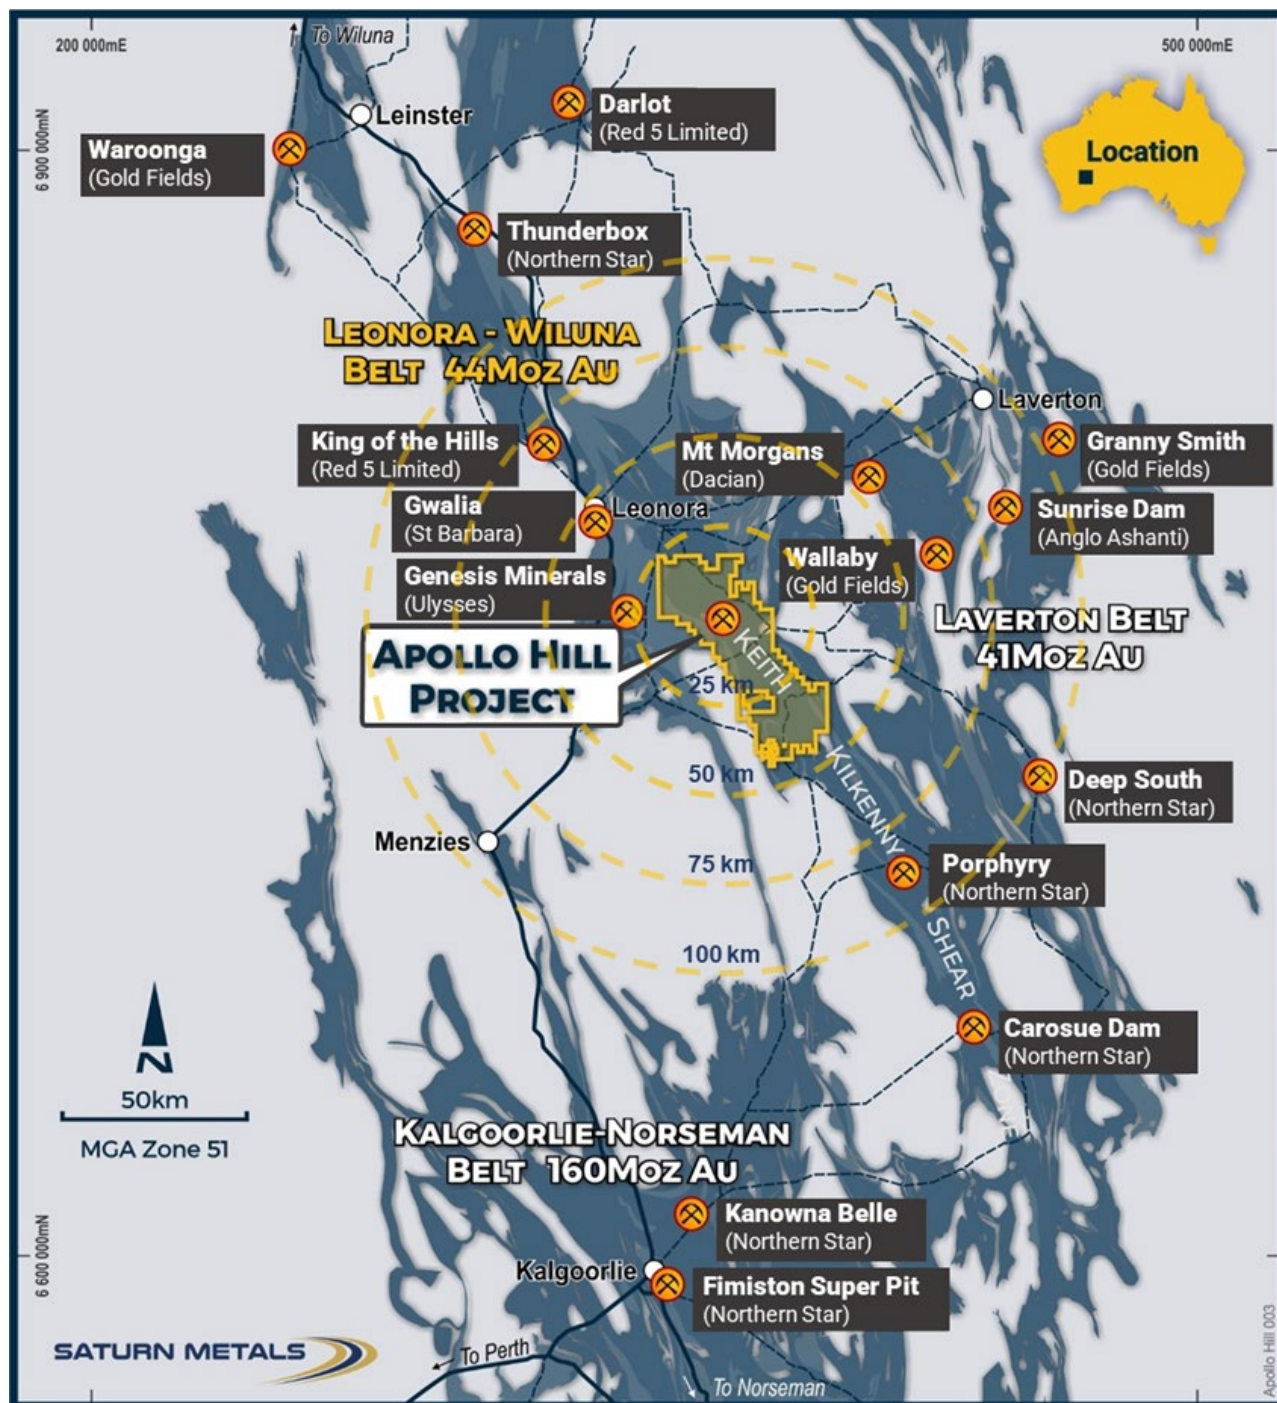 200 000mE
500 000mE
To Wiluna
Leinster
Darlot
(Red 5 Limited)
6 900 000mN
Waroonga
(Gold Fields)
Location
Thunderbox
(Northern Star)
LEONORA - WILUNA
BELT 44MOZ AU
Laverton
King of the Hills
(Red 5 Limited)
Mt Morgans
(Dacian)
Granny Smith
(Gold Fields)
Gwalia
(St Barbara)
Leonora
Sunrise Dam
(Anglo Ashanti)
Genesis Minerals
(Ulysses)
Wallaby
(Gold Fields)
LAVERTON BELT
41MOZ AU
APOLLO HILL
PROJECT
KEITH
25 km
50 km
KILKENNY
Deep South
(Northern Star)
Menzies
75 km
Porphyry
(Northern Star)
SHEAR
100 km
Carosue Dam
(Northern Star)
ZONE
N
50km
MGA Zone 51
KALGOORLIE-NORSEMAN
BELT 160MOZ AU
Kanowna Belle
(Northern Star)
6 600 000mN
Kalgoorlie
Fimiston Super Pit
(Northern Star)
SATURN METALS
To Perth
To Norseman
Apollo Hill 003